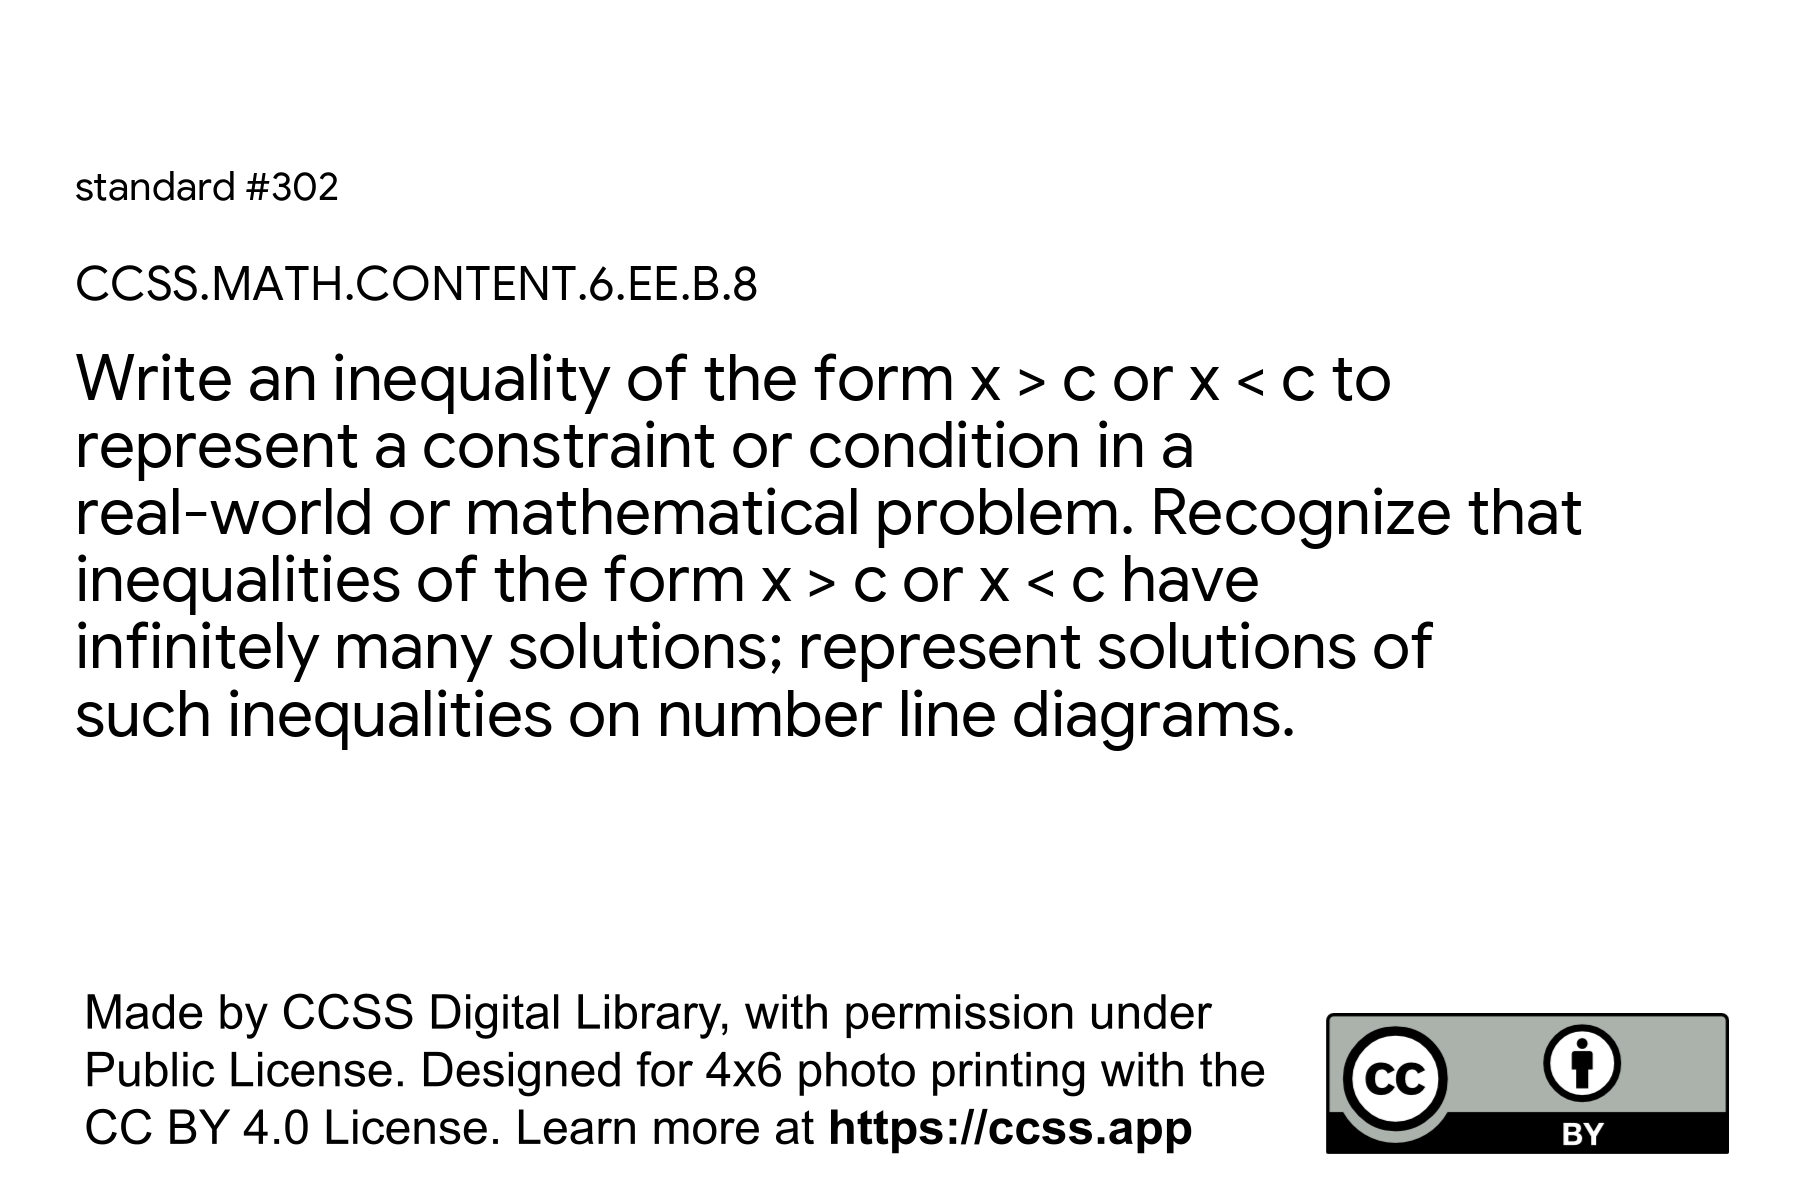 standard #302
CCSS.MATH.CONTENT.6.EE.B.8
Write an inequality of the form x > c or x < c to
represent a constraint or condition in a
real-world or mathematical problem. Recognize that
inequalities of the form x > c or x < c have
infinitely many solutions; represent solutions of
such inequalities on number line diagrams.
Made by CCSS Digital Library, with permission under
Public License. Designed for 4x6 photo printing with the
CC BY 4.0 License. Learn more at https://ccss.app
CC
BY